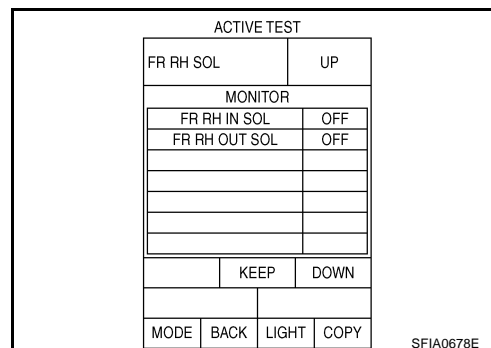 ACTIVE TEST
FR RH SOL UP
MONITOR
FR RH IN SOL OFF
FR RH OUT SOL OFF
KEEP DOWN
MODE BACK LIGHT COPY
SFIA0678E